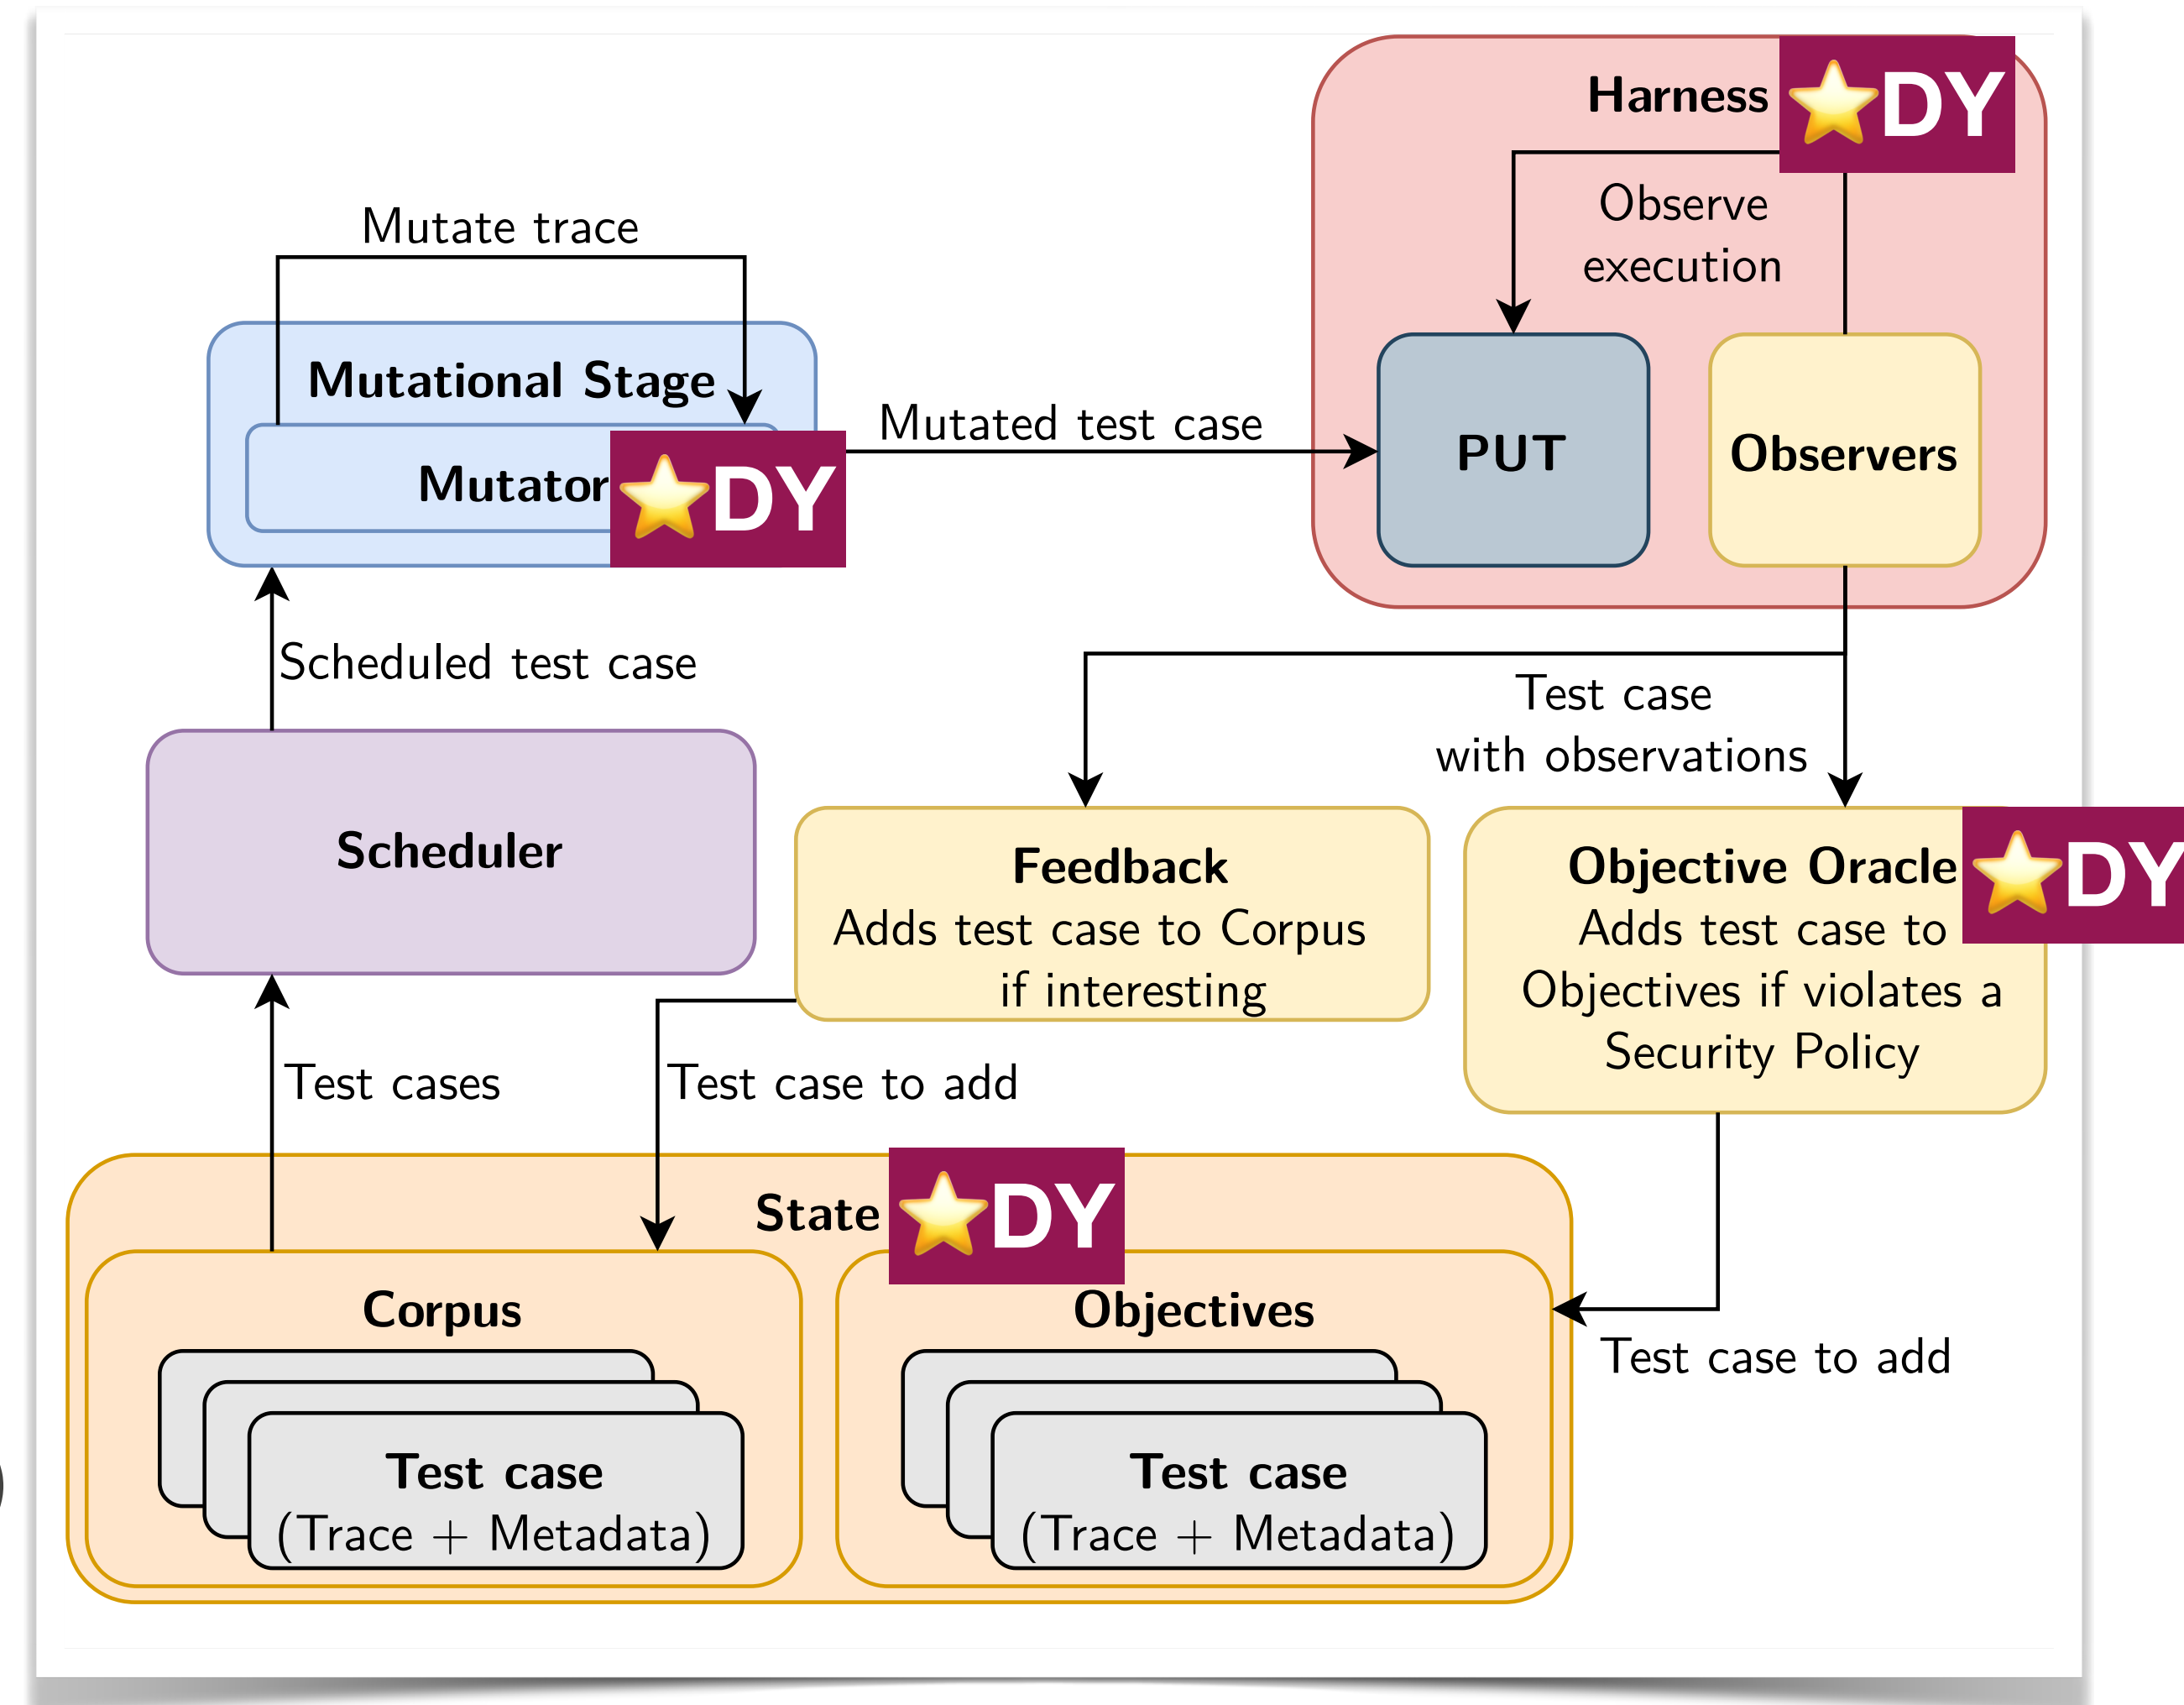 Harness ⭐DY
Observe
execution
Mutate trace
Mutational Stage
Mutator ⭐DY
Mutated test case
PUT
Observers
Scheduled test case
Test case
with observations
Scheduler
Feedback
Adds test case to Corpus
if interesting
Objective Oracle ⭐DY
Adds test case to
Objectives if violates a
Security Policy
Test cases
Test case to add
State ⭐DY
Corpus
Objectives
Test case to add
Test case
(Trace + Metadata)
Test case
(Trace + Metadata)